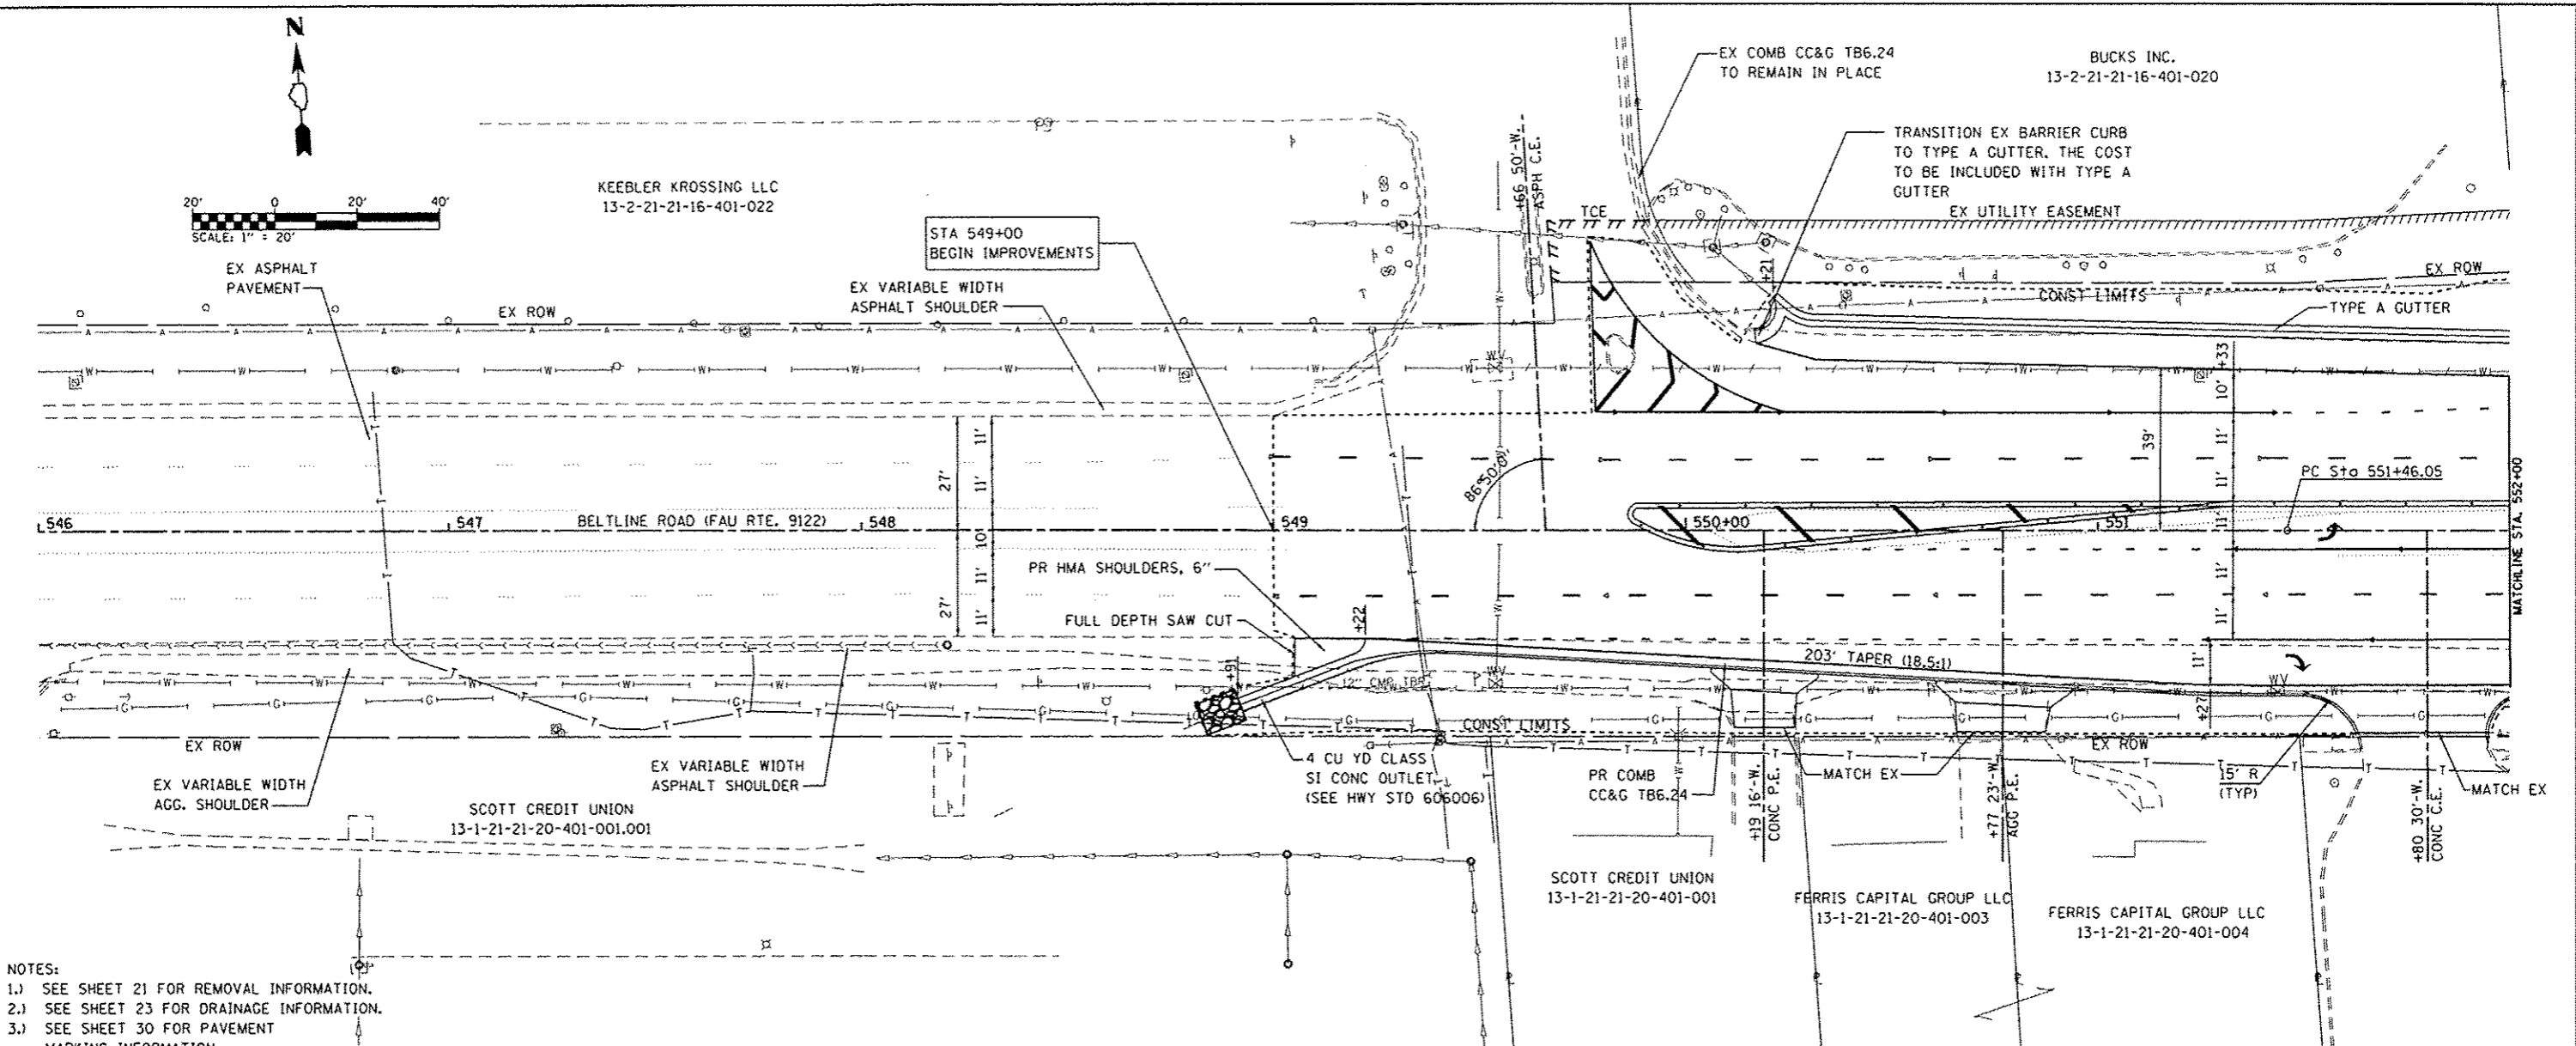 N
20' 0 20' 40'
SCALE: 1" = 20'
KEEBLER KROSSING LLC
13-2-21-21-16-401-022
EX COMB CC&G TB6.24
TO REMAIN IN PLACE
BUCKS INC.
13-2-21-21-16-401-020
TRANSITION EX BARRIER CURB
TO TYPE A GUTTER. THE COST
TO BE INCLUDED WITH TYPE A
GUTTER
EX UTILITY EASEMENT
TCE
+66 50'-W.
ASPH C.E.
STA 549+00
BEGIN IMPROVEMENTS
EX ASPHALT
PAVEMENT
EX VARIABLE WIDTH
ASPHALT SHOULDER
EX ROW
+21
EX ROW
CONST LIMITS
TYPE A GUTTER
WV
+33
10'
11'
11'
11'
11'
11'
39'
27'
11'
11'
10'
11'
11'
27'
86°50'0"
PC Sta 551+46.05
MATCHLINE STA. 552+00
546
547
BELTLINE ROAD (FAU RTE. 9122)
548
549
550+00
551
PR HMA SHOULDERS, 6"
FULL DEPTH SAW CUT
+22
+91
12" CMP TBR
WV
203' TAPER (18.5:1)
11'
+27
WV
CONST LIMITS
EX ROW
EX ROW
EX VARIABLE WIDTH
AGG. SHOULDER
EX VARIABLE WIDTH
ASPHALT SHOULDER
4 CU YD CLASS
SI CONC OUTLET
(SEE HWY STD 606006)
PR COMB
CC&G TB6.24
+19 16'-W.
CONC P.E.
MATCH EX
+77 23'-W.
AGG P.E.
15' R
(TYP)
+80 30'-W.
CONC C.E.
MATCH EX
SCOTT CREDIT UNION
13-1-21-21-20-401-001.001
SCOTT CREDIT UNION
13-1-21-21-20-401-001
FERRIS CAPITAL GROUP LLC
13-1-21-21-20-401-003
FERRIS CAPITAL GROUP LLC
13-1-21-21-20-401-004
NOTES:
1.) SEE SHEET 21 FOR REMOVAL INFORMATION.
2.) SEE SHEET 23 FOR DRAINAGE INFORMATION.
3.) SEE SHEET 30 FOR PAVEMENT
MARKING INFORMATION